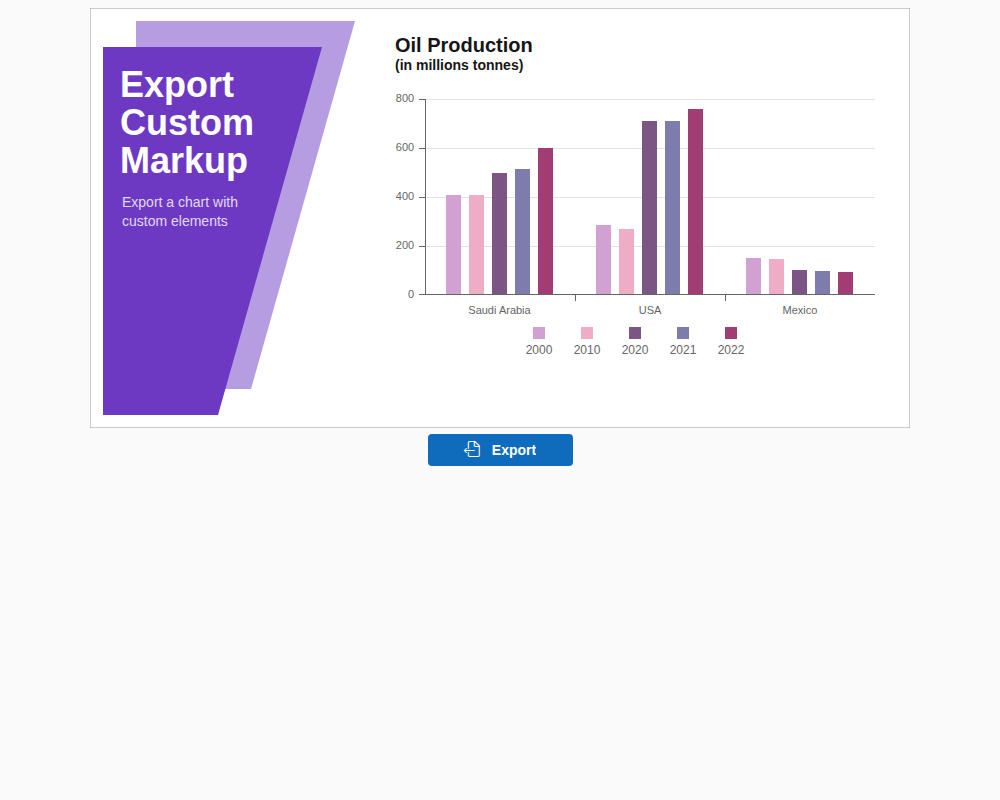 Export
Custom
Markup
Export a chart with
custom elements
Oil Production
(in millions tonnes)
800
600
400
200
0
Saudi Arabia USA Mexico
2000 2010 2020 2021 2022
Export